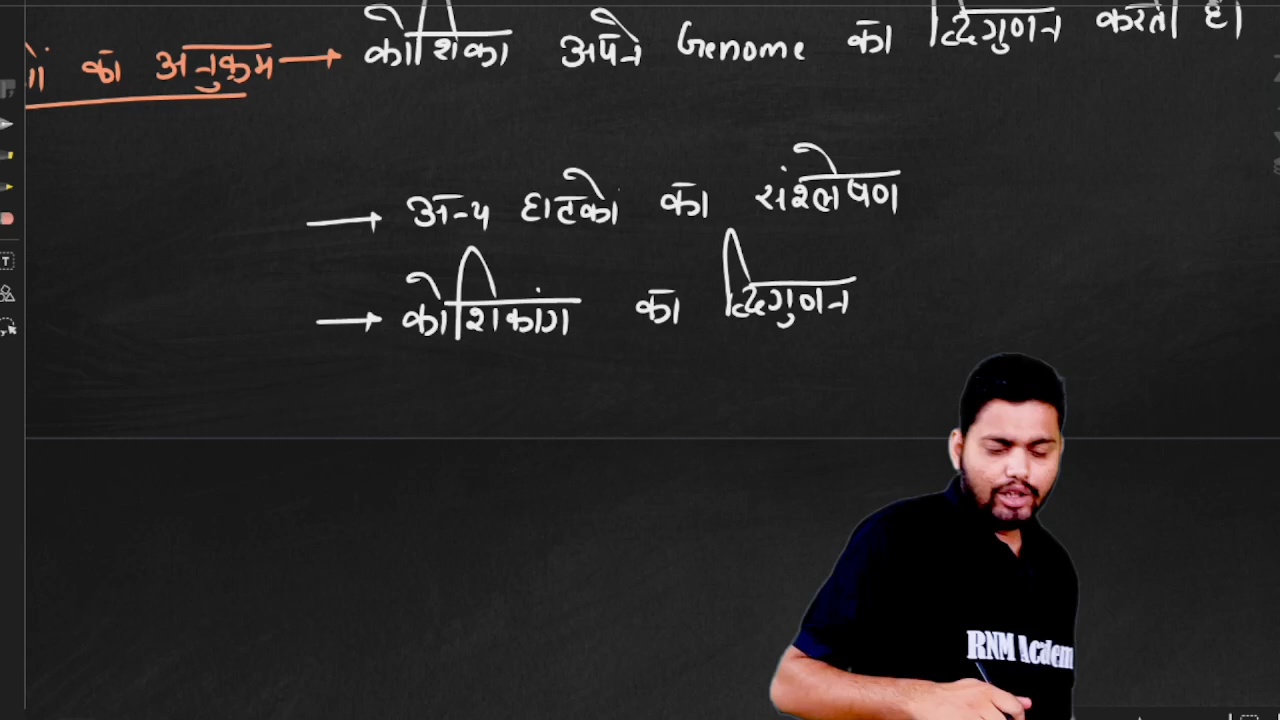 का अनुक्रम → कोशिका अपने Genome का द्विगुणन करती है।
→ अन्य घटको का संश्लेषण
→ कोशिकांग का द्विगुणन
RNM Academ